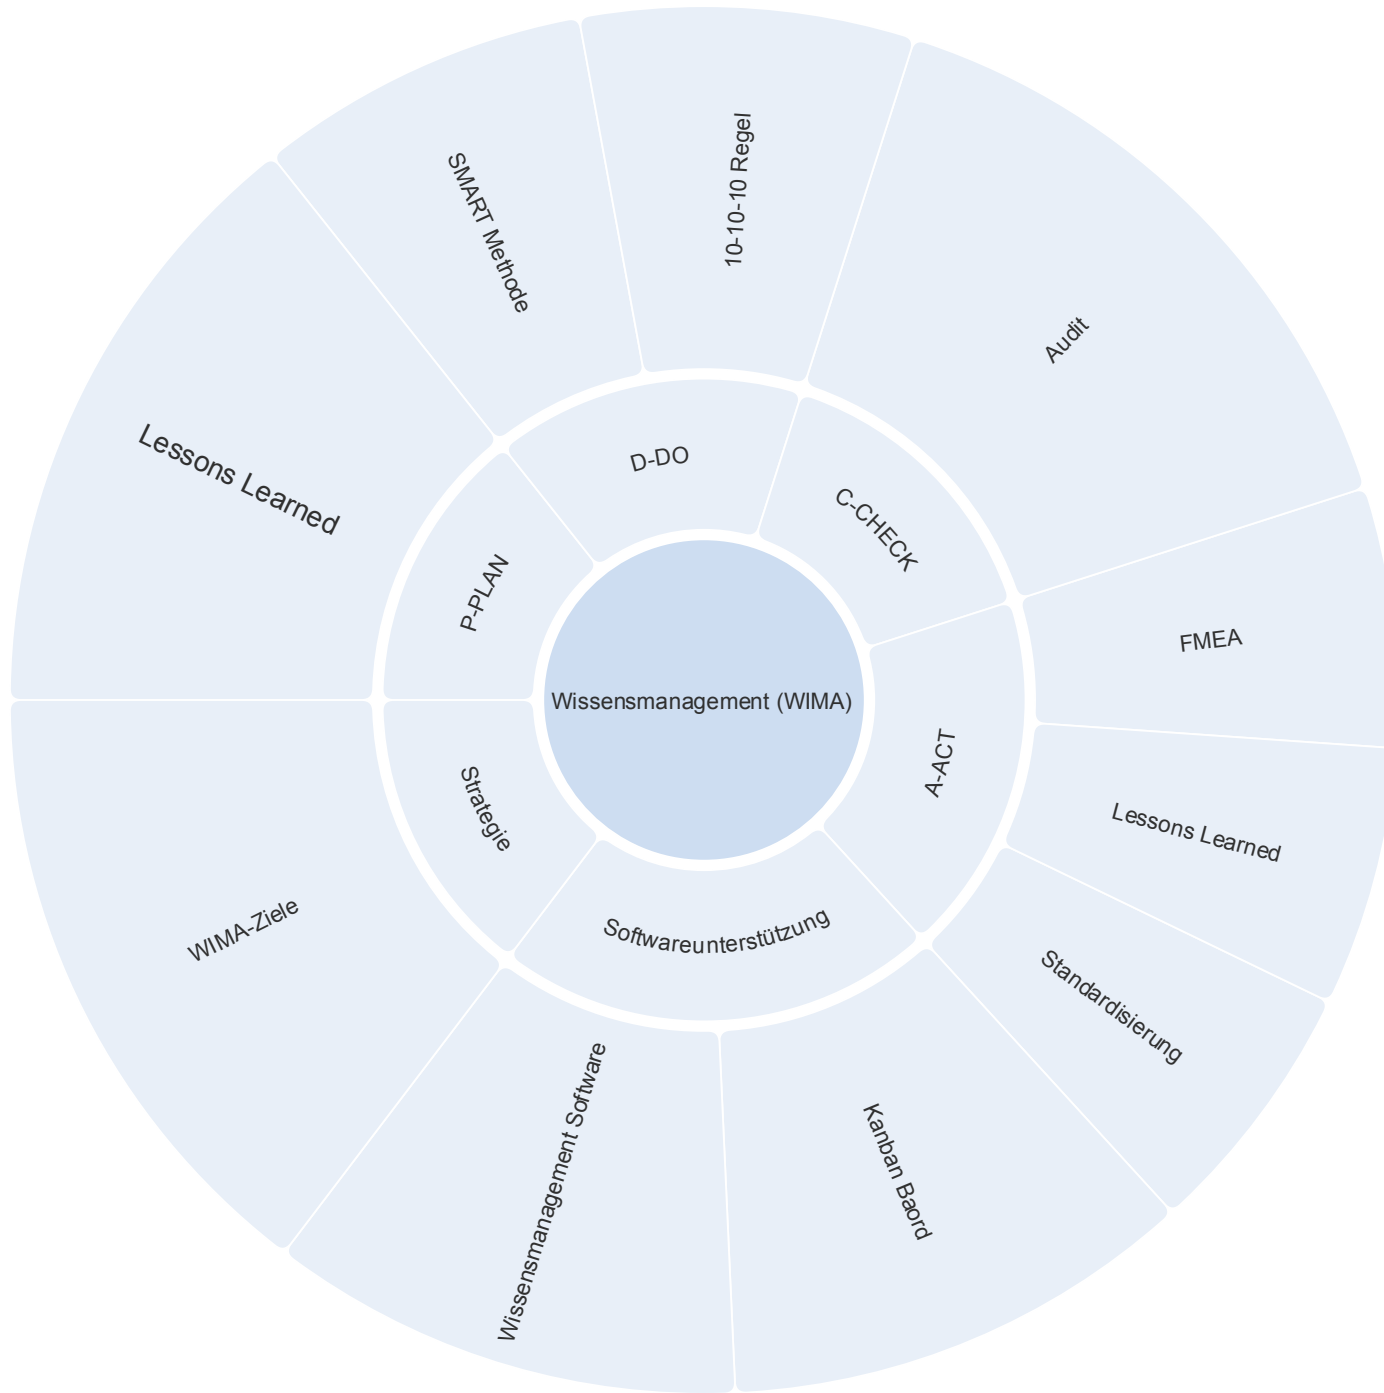 Wissensmanagement (WIMA)
Strategie
WIMA-Ziele
P-PLAN
Lessons Learned
D-DO
SMART Methode
10-10-10 Regel
C-CHECK
Audit
A-ACT
FMEA
Lessons Learned
Standardisierung
Softwareunterstützung
Kanban Baord
Wissensmanagement Software